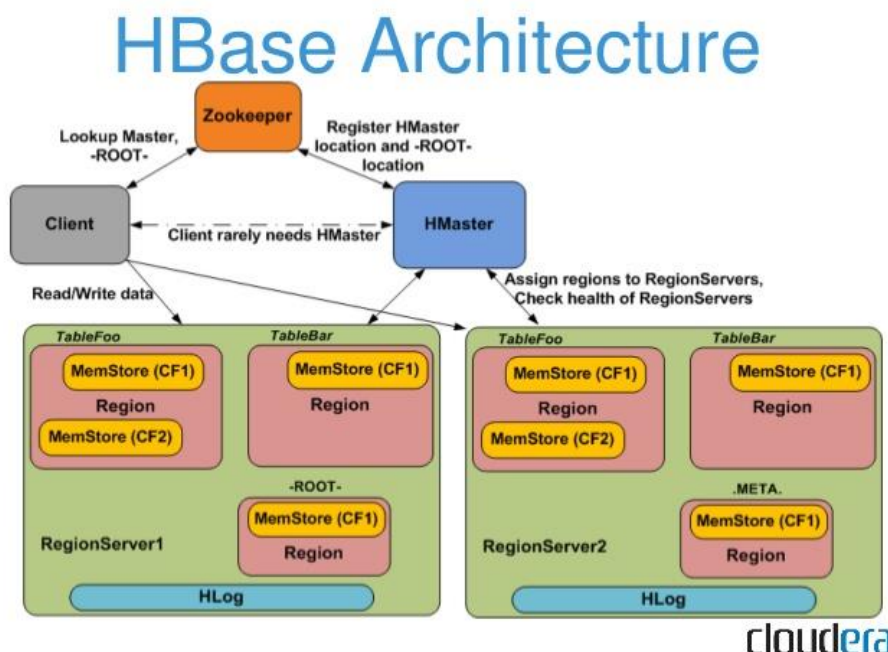 HBase Architecture
Zookeeper
Lookup Master,
-ROOT-
Register HMaster
location and -ROOT-
location
Client
Client rarely needs HMaster
HMaster
Read/Write data
Assign regions to RegionServers,
Check health of RegionServers
TableFoo
TableBar
MemStore (CF1)
Region
MemStore (CF2)
MemStore (CF1)
Region
-ROOT-
MemStore (CF1)
Region
RegionServer1
HLog
TableFoo
TableBar
MemStore (CF1)
Region
MemStore (CF2)
MemStore (CF1)
Region
.META.
MemStore (CF1)
Region
RegionServer2
HLog
cloudera